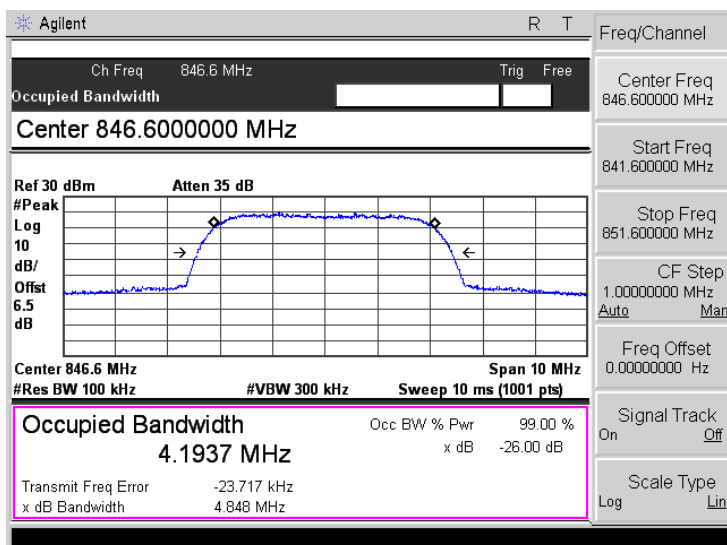 Agilent R T
Freq/Channel
Ch Freq 846.6 MHz Trig Free
Occupied Bandwidth
Center 846.6000000 MHz
Ref 30 dBm Atten 35 dB
#Peak
Log
10
dB/
Offst
6.5
dB
Center 846.6 MHz Span 10 MHz
#Res BW 100 kHz #VBW 300 kHz Sweep 10 ms (1001 pts)
Occupied Bandwidth Occ BW % Pwr 99.00 %
4.1937 MHz x dB -26.00 dB
Transmit Freq Error -23.717 kHz
x dB Bandwidth 4.848 MHz
Center Freq
846.600000 MHz
Start Freq
841.600000 MHz
Stop Freq
851.600000 MHz
CF Step
1.00000000 MHz
Auto Man
Freq Offset
0.00000000 Hz
Signal Track
On Off
Scale Type
Log Lin